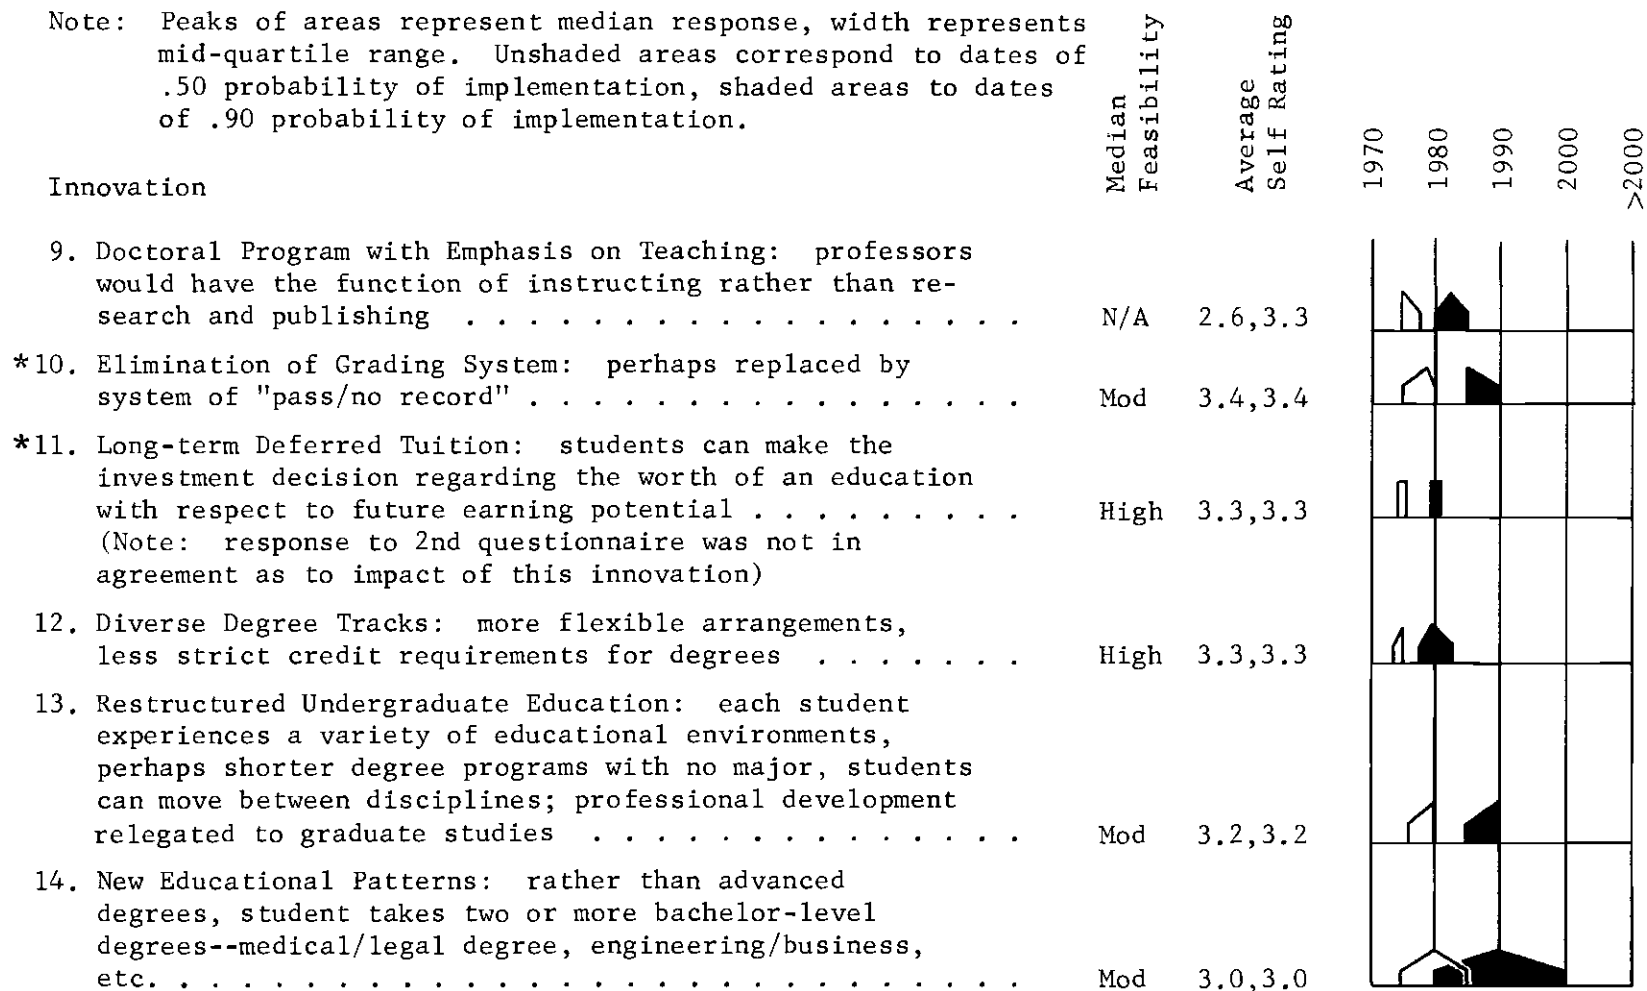 Note: Peaks of areas represent median response, width represents
mid-quartile range. Unshaded areas correspond to dates of
.50 probability of implementation, shaded areas to dates
of .90 probability of implementation.
Median
Feasibility
Average
Self Rating
1970
1980
1990
2000
>2000
Innovation
9. Doctoral Program with Emphasis on Teaching: professors
would have the function of instructing rather than re-
search and publishing . . . . . . . . . . . . . . . . . . N/A 2.6,3.3
*10. Elimination of Grading System: perhaps replaced by
system of "pass/no record" . . . . . . . . . . . . . . . . Mod 3.4,3.4
*11. Long-term Deferred Tuition: students can make the
investment decision regarding the worth of an education
with respect to future earning potential . . . . . . . . . High 3.3,3.3
(Note: response to 2nd questionnaire was not in
agreement as to impact of this innovation)
12. Diverse Degree Tracks: more flexible arrangements,
less strict credit requirements for degrees . . . . . . . High 3.3,3.3
13. Restructured Undergraduate Education: each student
experiences a variety of educational environments,
perhaps shorter degree programs with no major, students
can move between disciplines; professional development
relegated to graduate studies . . . . . . . . . . . . . . Mod 3.2,3.2
14. New Educational Patterns: rather than advanced
degrees, student takes two or more bachelor-level
degrees--medical/legal degree, engineering/business,
etc. . . . . . . . . . . . . . . . . . . . . . . . . . . . Mod 3.0,3.0